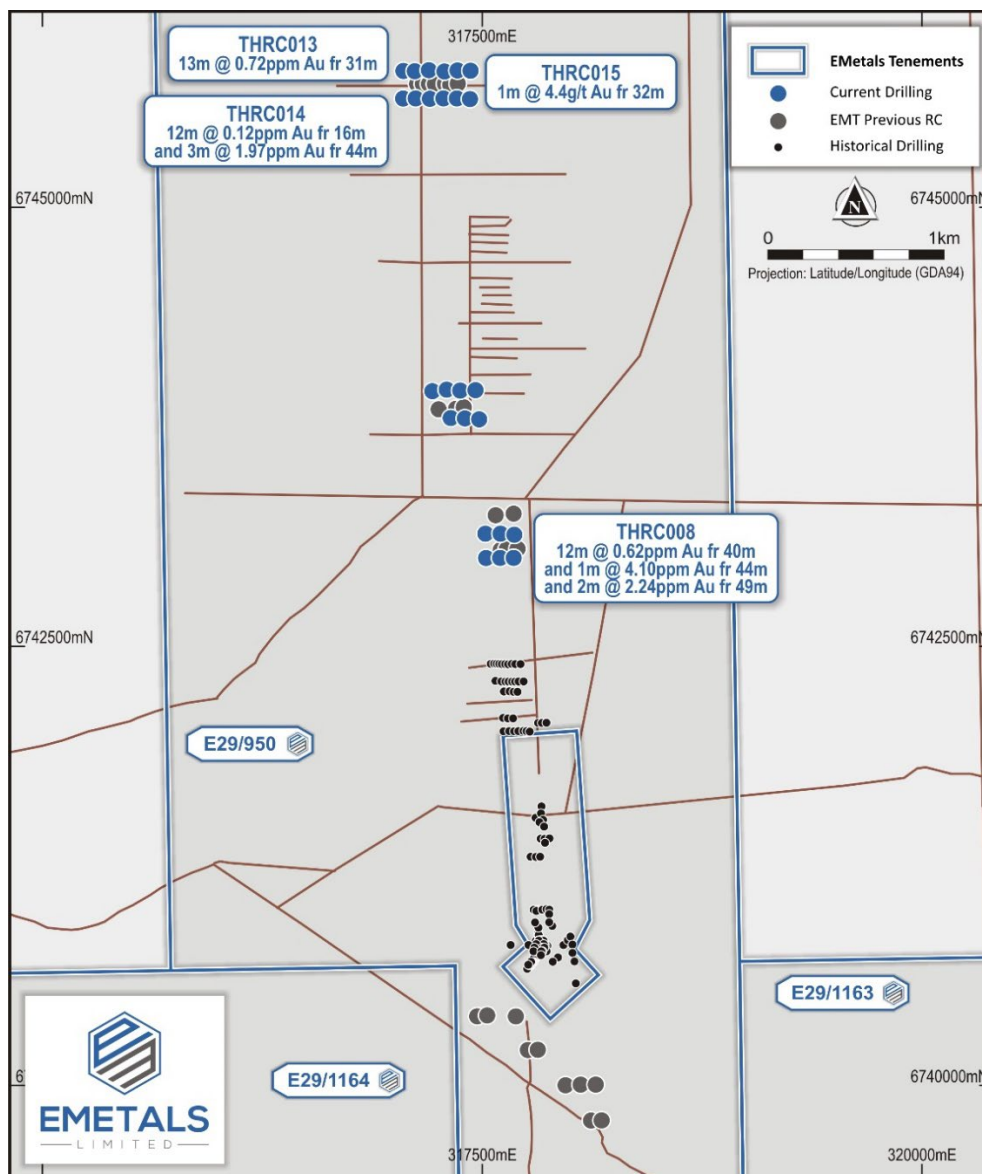 317500mE
THRC013
13m @ 0.72ppm Au fr 31m
THRC015
1m @ 4.4g/t Au fr 32m
THRC014
12m @ 0.12ppm Au fr 16m
and 3m @ 1.97ppm Au fr 44m
EMetals Tenements
Current Drilling
EMT Previous RC
Historical Drilling
N
0 1km
Projection: Latitude/Longitude (GDA94)
6745000mN
6745000mN
THRC008
12m @ 0.62ppm Au fr 40m
and 1m @ 4.10ppm Au fr 44m
and 2m @ 2.24ppm Au fr 49m
6742500mN
6742500mN
E29/950
E29/1163
E29/1164
6740000mN
EMETALS
LIMITED
317500mE
320000mE